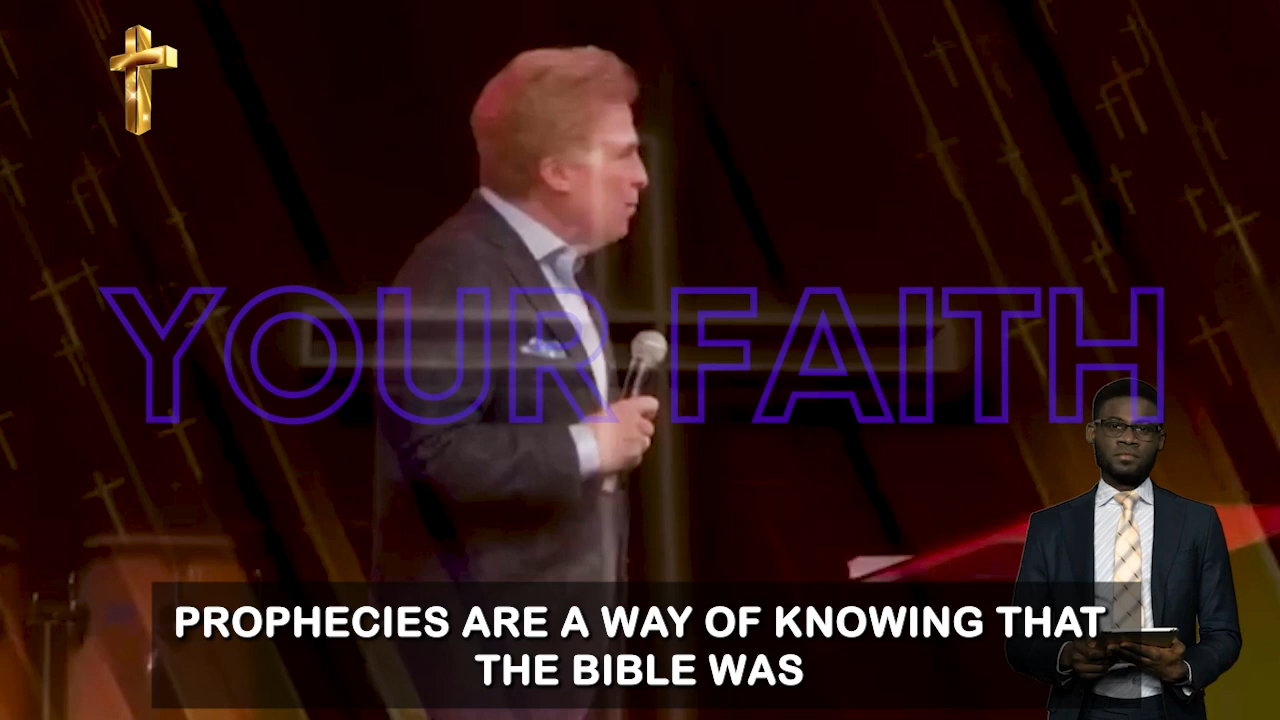 YOUR FAITH
PROPHECIES ARE A WAY OF KNOWING THAT
THE BIBLE WAS